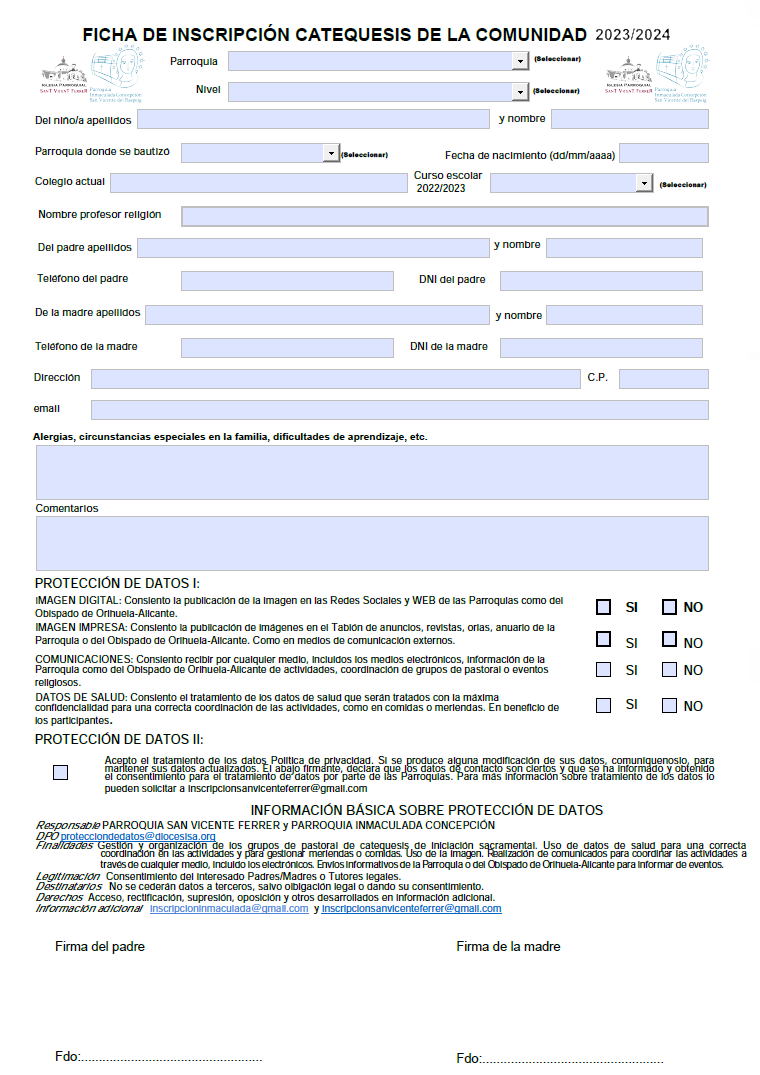 FICHA DE INSCRIPCIÓN CATEQUESIS DE LA COMUNIDAD 2023/2024
Parroquia (Seleccionar)
IGLESIA PARROQUIAL
SANT VICENT FERRER
Parroquia
Inmaculada Concepción
San Vicente del Raspeig
Nivel (Seleccionar)
IGLESIA PARROQUIAL
SANT VICENT FERRER
Parroquia
Inmaculada Concepción
San Vicente del Raspeig
Del niño/a apellidos y nombre
Parroquia donde se bautizó (Seleccionar) Fecha de nacimiento (dd/mm/aaaa)
Colegio actual Curso escolar 2022/2023 (Seleccionar)
Nombre profesor religión
Del padre apellidos y nombre
Teléfono del padre DNI del padre
De la madre apellidos y nombre
Teléfono de la madre DNI de la madre
Dirección C.P.
email
Alergias, circunstancias especiales en la familia, dificultades de aprendizaje, etc.
Comentarios
PROTECCIÓN DE DATOS I:
IMAGEN DIGITAL: Consiento la publicación de la imagen en las Redes Sociales y WEB de las Parroquias como del
Obispado de Orihuela-Alicante.
SI NO
IMAGEN IMPRESA: Consiento la publicación de imágenes en el Tablón de anuncios, revistas, orlas, anuario de la
Parroquia o del Obispado de Orihuela-Alicante. Como en medios de comunicación externos.
SI NO
COMUNICACIONES: Consiento recibir por cualquier medio, incluidos los medios electrónicos, información de la
Parroquia como del Obispado de Orihuela-Alicante de actividades, coordinación de grupos de pastoral o eventos
religiosos.
SI NO
DATOS DE SALUD: Consiento el tratamiento de los datos de salud que serán tratados con la máxima
confidencialidad para una correcta coordinación de las actividades, como en comidas o meriendas. En beneficio de
los participantes.
SI NO
PROTECCIÓN DE DATOS II:
Acepto el tratamiento de los datos Política de privacidad. Si se produce alguna modificación de sus datos, comuníquenoslo, para
mantener sus datos actualizados. El abajo firmante, declara que los datos de contacto son ciertos y que se ha informado y obtenido
el consentimiento para el tratamiento de datos por parte de las Parroquias. Para más información sobre tratamiento de los datos lo
pueden solicitar a inscripcionsanvicenteferrer@gmail.com
INFORMACIÓN BÁSICA SOBRE PROTECCIÓN DE DATOS
Responsable PARROQUIA SAN VICENTE FERRER y PARROQUIA INMACULADA CONCEPCIÓN
DPO protecciondedatos@diocesisa.org
Finalidades Gestión y organización de los grupos de pastoral de catequesis de iniciación sacramental. Uso de datos de salud para una correcta
coordinación en las actividades y para gestionar meriendas o comidas. Uso de la imagen. Realización de comunicados para coordinar las actividades a
través de cualquier medio, incluido los electrónicos. Envíos informativos de la Parroquia o del Obispado de Orihuela-Alicante para informar de eventos.
Legitimación Consentimiento del interesado Padres/Madres o Tutores legales.
Destinatarios No se cederán datos a terceros, salvo obligación legal o dando su consentimiento.
Derechos Acceso, rectificación, supresión, oposición y otros desarrollados en información adicional.
Información adicional inscripcioninmaculada@gmail.com y inscripcionsanvicenteferrer@gmail.com
Firma del padre Firma de la madre
Fdo:................................................... Fdo:...................................................